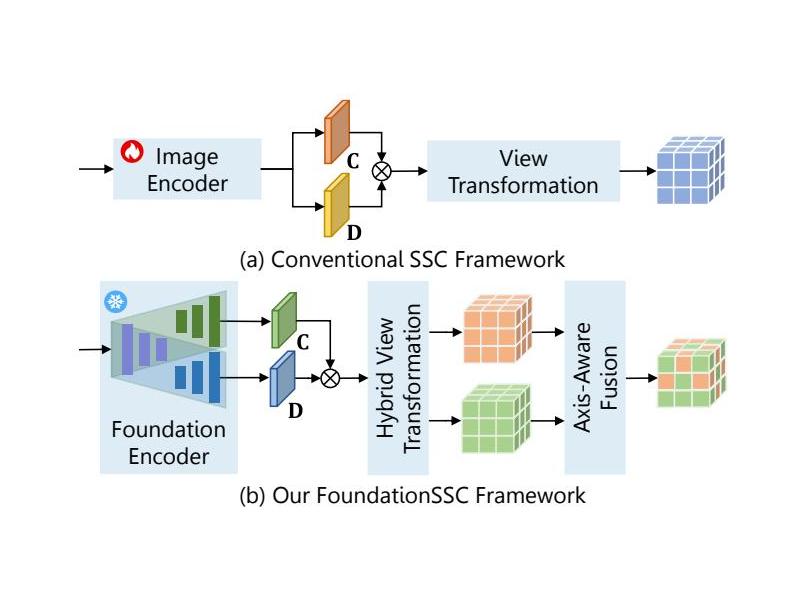 Image
Encoder
C
D
View
Transformation
(a) Conventional SSC Framework
Foundation
Encoder
C
D
Hybrid View
Transformation
Axis-Aware
Fusion
(b) Our FoundationSSC Framework